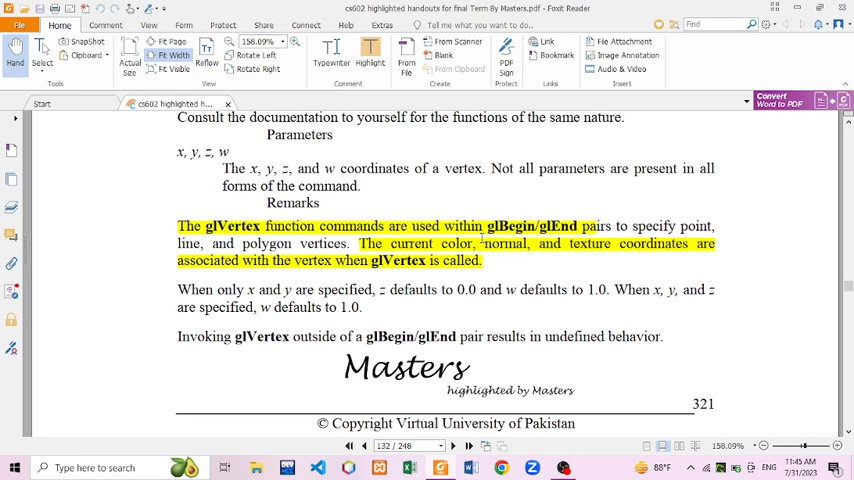 cs602 highlighted handouts for final Term By Masters.pdf - Foxit Reader
File Home Comment View Form Protect Share Connect Help Extras Tell me what you want to do... Find
Hand
Select
SnapShot
Clipboard
Tools
Actual Size
Fit Page
Fit Width
Fit Visible
Reflow
158.09%
Rotate Left
Rotate Right
View
Typewriter
Highlight
Comment
From File
From Scanner
Blank
From Clipboard
Create
PDF Sign
Protect
Link
Bookmark
Links
File Attachment
Image Annotation
Audio & Video
Insert
Start
cs602 highlighted h...
Convert
Word to PDF
Consult the documentation to yourself for the functions of the same nature.
Parameters
x, y, z, w
The x, y, z, and w coordinates of a vertex. Not all parameters are present in all
forms of the command.
Remarks
The glVertex function commands are used within glBegin/glEnd pairs to specify point,
line, and polygon vertices. The current color, normal, and texture coordinates are
associated with the vertex when glVertex is called.
When only x and y are specified, z defaults to 0.0 and w defaults to 1.0. When x, y, and z
are specified, w defaults to 1.0.
Invoking glVertex outside of a glBegin/glEnd pair results in undefined behavior.
Masters
highlighted by Masters
321
© Copyright Virtual University of Pakistan
132 / 248
158.09%
Type here to search
88°F
ENG
11:45 AM
7/31/2023